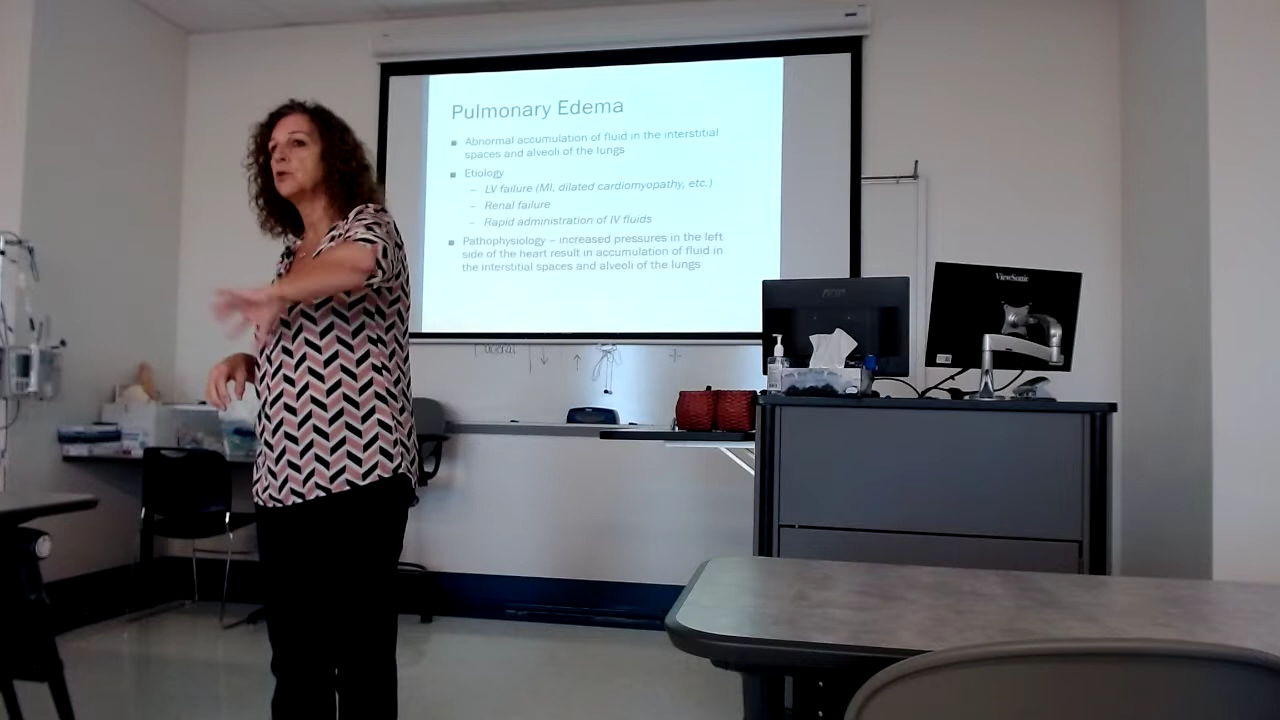 Pulmonary Edema
Abnormal accumulation of fluid in the interstitial
spaces and alveoli of the lungs
Etiology
– LV failure (MI, dilated cardiomyopathy, etc.)
– Renal failure
– Rapid administration of IV fluids
Pathophysiology – increased pressures in the left
side of the heart result in accumulation of fluid in
the interstitial spaces and alveoli of the lungs
ViewSonic